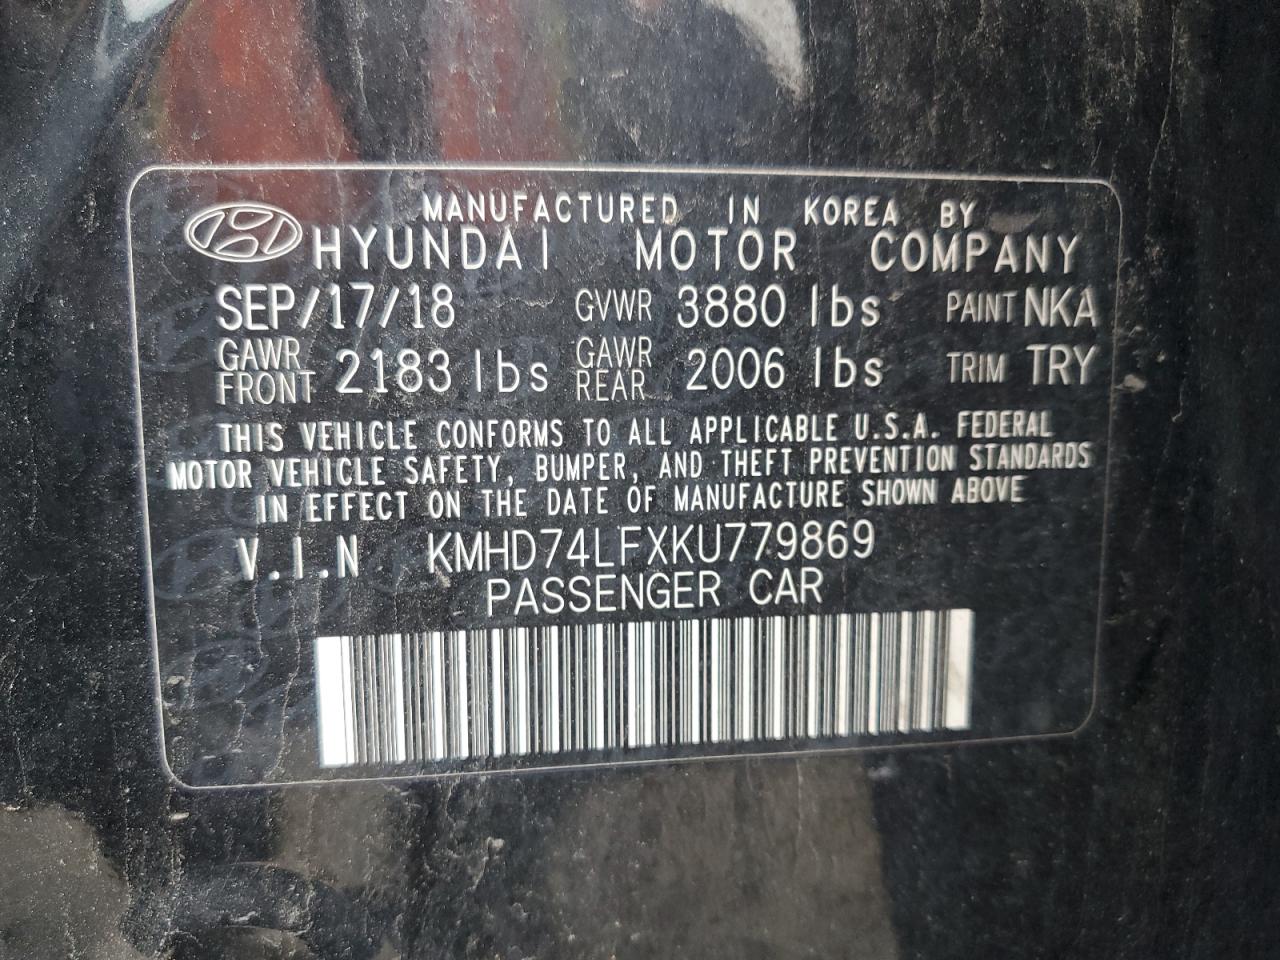 MANUFACTURED IN KOREA BY
HYUNDAI MOTOR COMPANY
SEP/17/18 GVWR 3880 lbs PAINT NKA
GAWR FRONT 2183 lbs GAWR REAR 2006 lbs TRIM TRY
THIS VEHICLE CONFORMS TO ALL APPLICABLE U.S.A. FEDERAL
MOTOR VEHICLE SAFETY, BUMPER, AND THEFT PREVENTION STANDARDS
IN EFFECT ON THE DATE OF MANUFACTURE SHOWN ABOVE
V.I.N KMHD74LFXKU779869
PASSENGER CAR